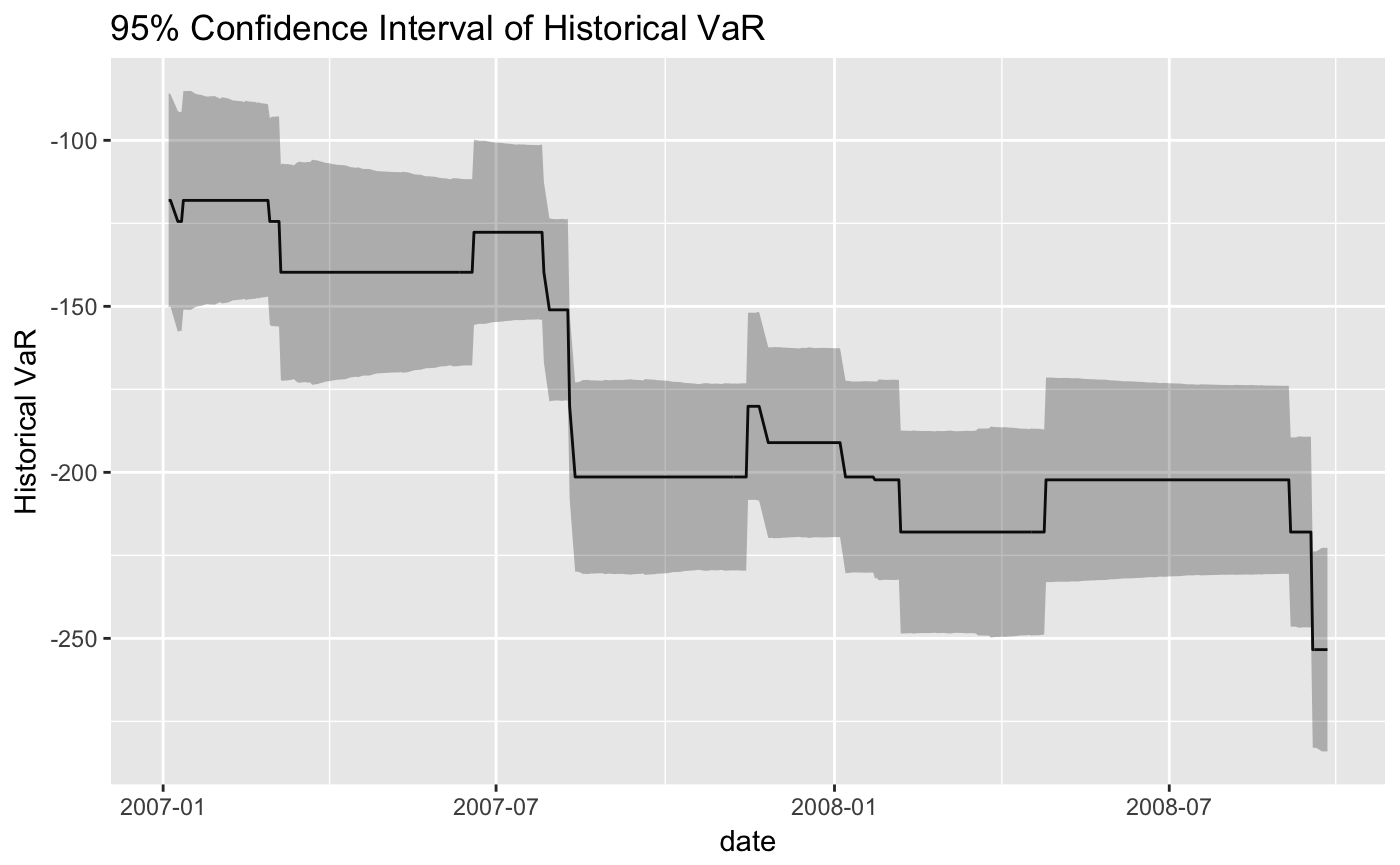 95% Confidence Interval of Historical VaR
Historical VaR
-100
-150
-200
-250
2007-01
2007-07
2008-01
2008-07
date